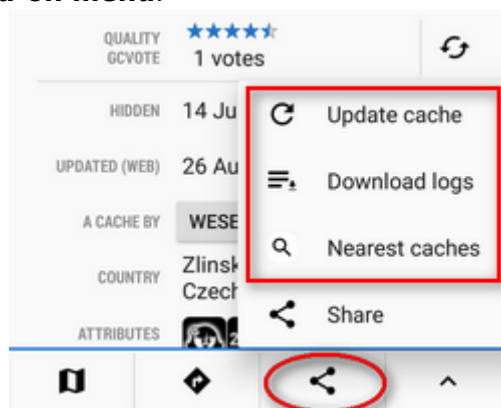 QUALITY
GCVOTE
1 votes
HIDDEN
14 Ju
Update cache
UPDATED (WEB)
26 Au
Download logs
A CACHE BY
WESE
Nearest caches
COUNTRY
Zlinsk
Czech
Share
ATTRIBUTES